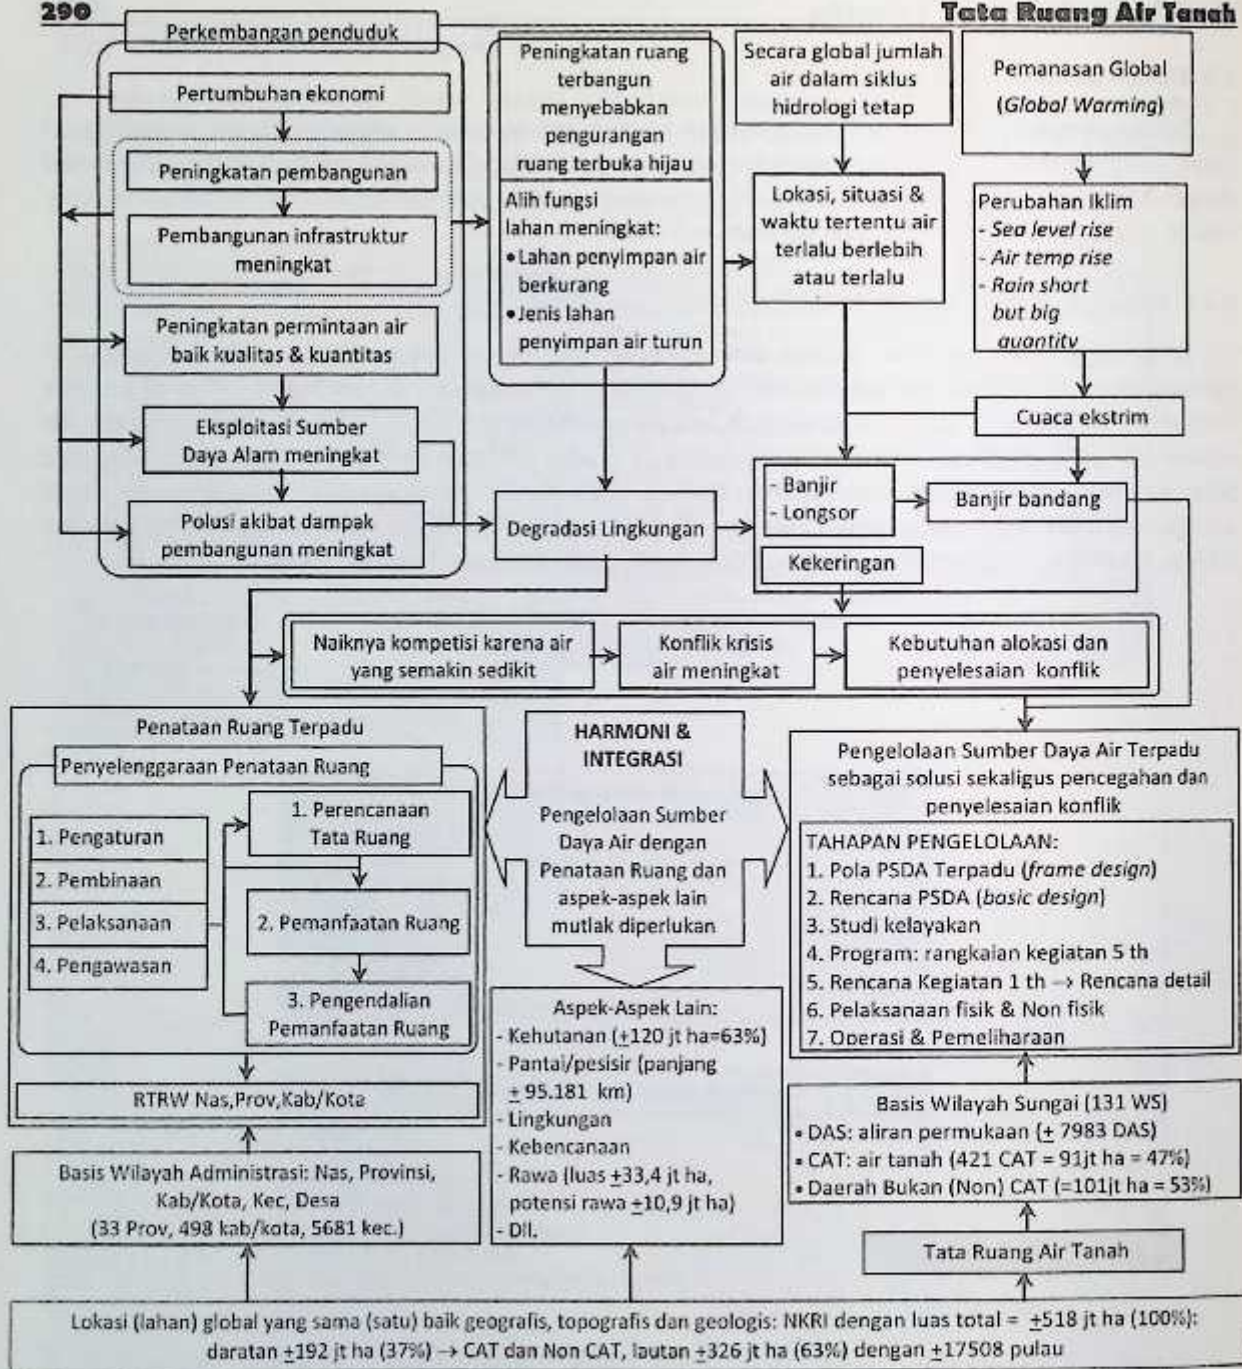 290
Tata Ruang Air Tanah
Perkembangan penduduk
Pertumbuhan ekonomi
Peningkatan pembangunan
Pembangunan infrastruktur
meningkat
Peningkatan permintaan air
baik kualitas & kuantitas
Eksploitasi Sumber
Daya Alam meningkat
Polusi akibat dampak
pembangunan meningkat
Peningkatan ruang
terbangun
menyebabkan
pengurangan
ruang terbuka hijau
Alih fungsi
lahan meningkat:
• Lahan penyimpan air
berkurang
• Jenis lahan
penyimpan air turun
Secara global jumlah
air dalam siklus
hidrologi tetap
Lokasi, situasi &
waktu tertentu air
terlalu berlebih
atau terlalu
Pemanasan Global
(Global Warming)
Perubahan Iklim
- Sea level rise
- Air temp rise
- Rain short
but big
quantity
Cuaca ekstrim
Degradasi Lingkungan
- Banjir
- Longsor
Banjir bandang
Kekeringan
Naiknya kompetisi karena air
yang semakin sedikit
Konflik krisis
air meningkat
Kebutuhan alokasi dan
penyelesaian konflik
Penataan Ruang Terpadu
Penyelenggaraan Penataan Ruang
1. Pengaturan
2. Pembinaan
3. Pelaksanaan
4. Pengawasan
1. Perencanaan
Tata Ruang
2. Pemanfaatan Ruang
3. Pengendalian
Pemanfaatan Ruang
RTRW Nas,Prov,Kab/Kota
Basis Wilayah Administrasi: Nas, Provinsi,
Kab/Kota, Kec, Desa
(33 Prov, 498 kab/kota, 5681 kec.)
HARMONI &
INTEGRASI
Pengelolaan Sumber
Daya Air dengan
Penataan Ruang dan
aspek-aspek lain
mutlak diperlukan
Aspek-Aspek Lain:
- Kehutanan (±120 jt ha=63%)
- Pantai/pesisir (panjang
± 95.181 km)
- Lingkungan
- Kebencanaan
- Rawa (luas ±33,4 jt ha,
potensi rawa ±10,9 jt ha)
- Dll.
Pengelolaan Sumber Daya Air Terpadu
sebagai solusi sekaligus pencegahan dan
penyelesaian konflik
TAHAPAN PENGELOLAAN:
1. Pola PSDA Terpadu (frame design)
2. Rencana PSDA (basic design)
3. Studi kelayakan
4. Program: rangkaian kegiatan 5 th
5. Rencana Kegiatan 1 th → Rencana detail
6. Pelaksanaan fisik & Non fisik
7. Operasi & Pemeliharaan
Basis Wilayah Sungai (131 WS)
• DAS: aliran permukaan (± 7983 DAS)
• CAT: air tanah (421 CAT = 91jt ha = 47%)
• Daerah Bukan (Non) CAT (=101jt ha = 53%)
Tata Ruang Air Tanah
Lokasi (lahan) global yang sama (satu) baik geografis, topografis dan geologis: NKRI dengan luas total = ±518 jt ha (100%):
daratan ±192 jt ha (37%) → CAT dan Non CAT, lautan ±326 jt ha (63%) dengan ±17508 pulau